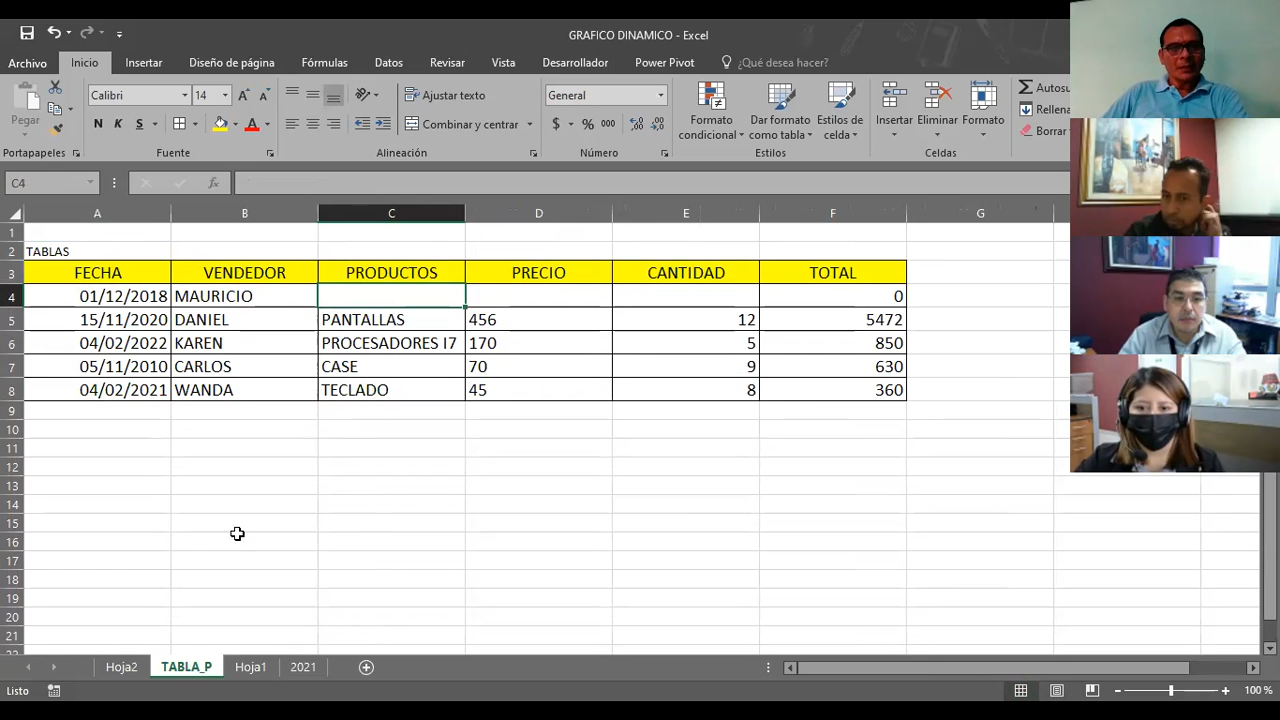 GRAFICO DINAMICO - Excel
Archivo Inicio Insertar Diseño de página Fórmulas Datos Revisar Vista Desarrollador Power Pivot ¿Qué desea hacer?
Pegar
Calibri 14
N K S
Ajustar texto
Combinar y centrar
General
$ % 000
Formato condicional
Dar formato como tabla
Estilos de celda
Insertar
Eliminar
Formato
Autosu
Rellena
Borrar
Portapapeles Fuente Alineación Número Estilos Celdas
C4 fx
A B C D E F G
1
2 TABLAS
3 FECHA VENDEDOR PRODUCTOS PRECIO CANTIDAD TOTAL
4 01/12/2018 MAURICIO 0
5 15/11/2020 DANIEL PANTALLAS 456 12 5472
6 04/02/2022 KAREN PROCESADORES I7 170 5 850
7 05/11/2010 CARLOS CASE 70 9 630
8 04/02/2021 WANDA TECLADO 45 8 360
9
10
11
12
13
14
15
16
17
18
19
20
21
Hoja2 TABLA_P Hoja1 2021
Listo 100 %